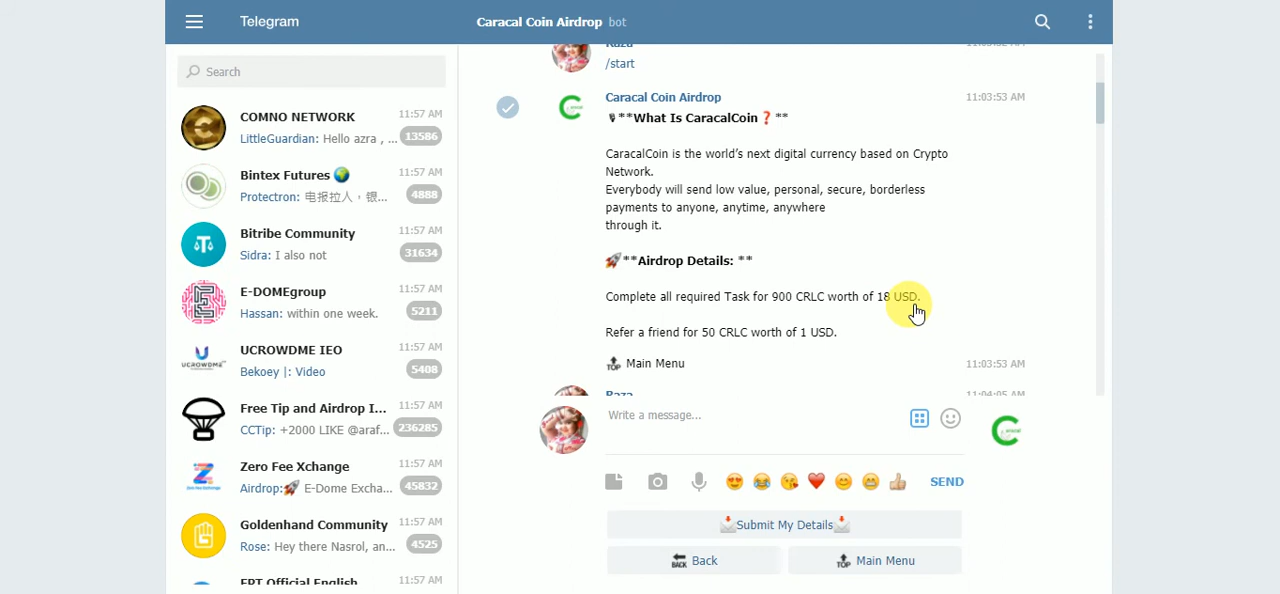 Telegram
Caracal Coin Airdrop bot
Search
COMNO NETWORK 11:57 AM
LittleGuardian: Hello azra , ... 13586
Bintex Futures 🌍 11:57 AM
Protectron: 电报拉人，银... 4888
Bitribe Community 11:57 AM
Sidra: I also not 31634
E-DOMEgroup 11:57 AM
Hassan: within one week. 5211
UCROWDME IEO 11:57 AM
Bekoey |: Video 5408
Free Tip and Airdrop I... 11:57 AM
CCTip: +2000 LIKE @araf... 236285
Zero Fee Xchange 11:57 AM
Airdrop:🚀 E-Dome Excha... 45832
Goldenhand Community 11:57 AM
Rose: Hey there Nasrol, an... 4525
FPT Official English 11:57 AM
Raza 11:03:52 AM
/start
Caracal Coin Airdrop 11:03:53 AM
🎙**What Is CaracalCoin❓**
CaracalCoin is the world's next digital currency based on Crypto
Network.
Everybody will send low value, personal, secure, borderless
payments to anyone, anytime, anywhere
through it.
🚀**Airdrop Details: **
Complete all required Task for 900 CRLC worth of 18 USD.
Refer a friend for 50 CRLC worth of 1 USD.
🔝 Main Menu 11:03:53 AM
Raza 11:04:05 AM
Write a message...
SEND
📩Submit My Details📩
🔙 Back
🔝 Main Menu